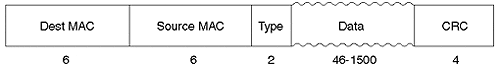 Dest MAC Source MAC Type Data CRC
6 6 2 46-1500 4